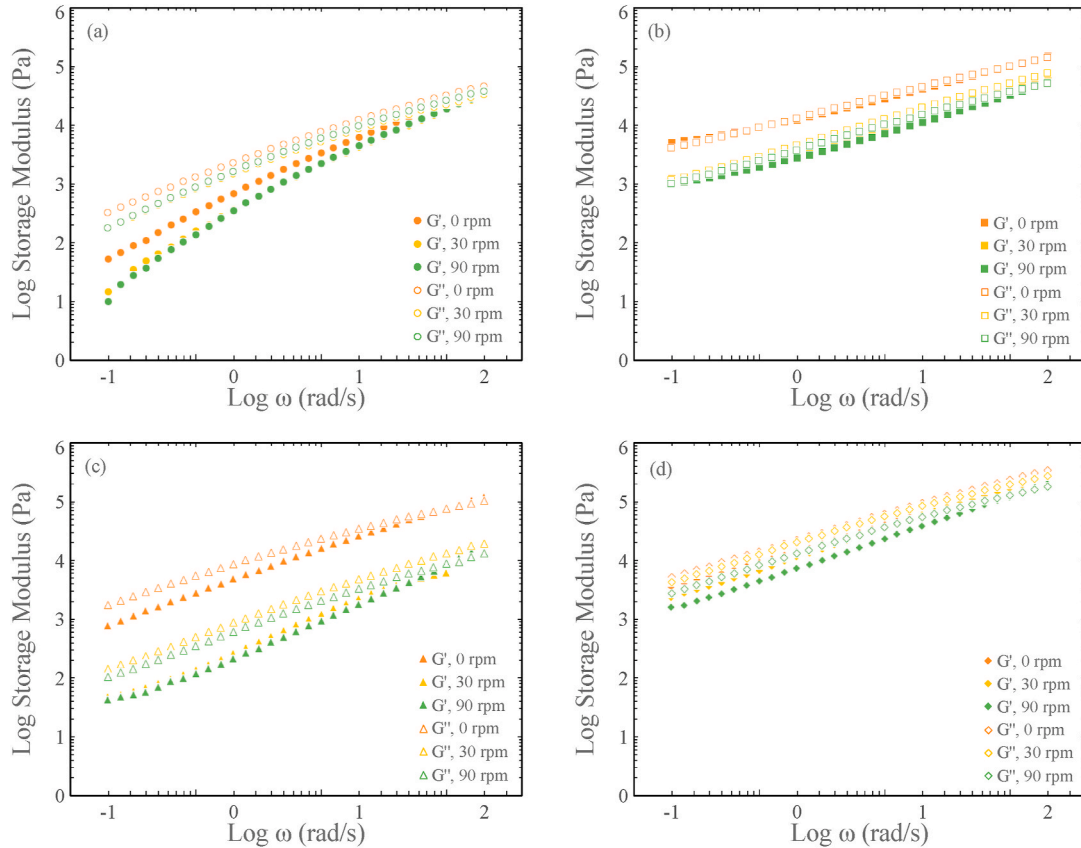 (a)
Log Storage Modulus (Pa)
6
5
4
3
2
1
0
G', 0 rpm
G', 30 rpm
G', 90 rpm
G'', 0 rpm
G'', 30 rpm
G'', 90 rpm
-1 0 1 2
Log ω (rad/s)
(b)
Log Storage Modulus (Pa)
6
5
4
3
2
1
0
G', 0 rpm
G', 30 rpm
G', 90 rpm
G'', 0 rpm
G'', 30 rpm
G'', 90 rpm
-1 0 1 2
Log ω (rad/s)
(c)
Log Storage Modulus (Pa)
6
5
4
3
2
1
0
G', 0 rpm
G', 30 rpm
G', 90 rpm
G'', 0 rpm
G'', 30 rpm
G'', 90 rpm
-1 0 1 2
Log ω (rad/s)
(d)
Log Storage Modulus (Pa)
6
5
4
3
2
1
0
G', 0 rpm
G', 30 rpm
G', 90 rpm
G'', 0 rpm
G'', 30 rpm
G'', 90 rpm
-1 0 1 2
Log ω (rad/s)